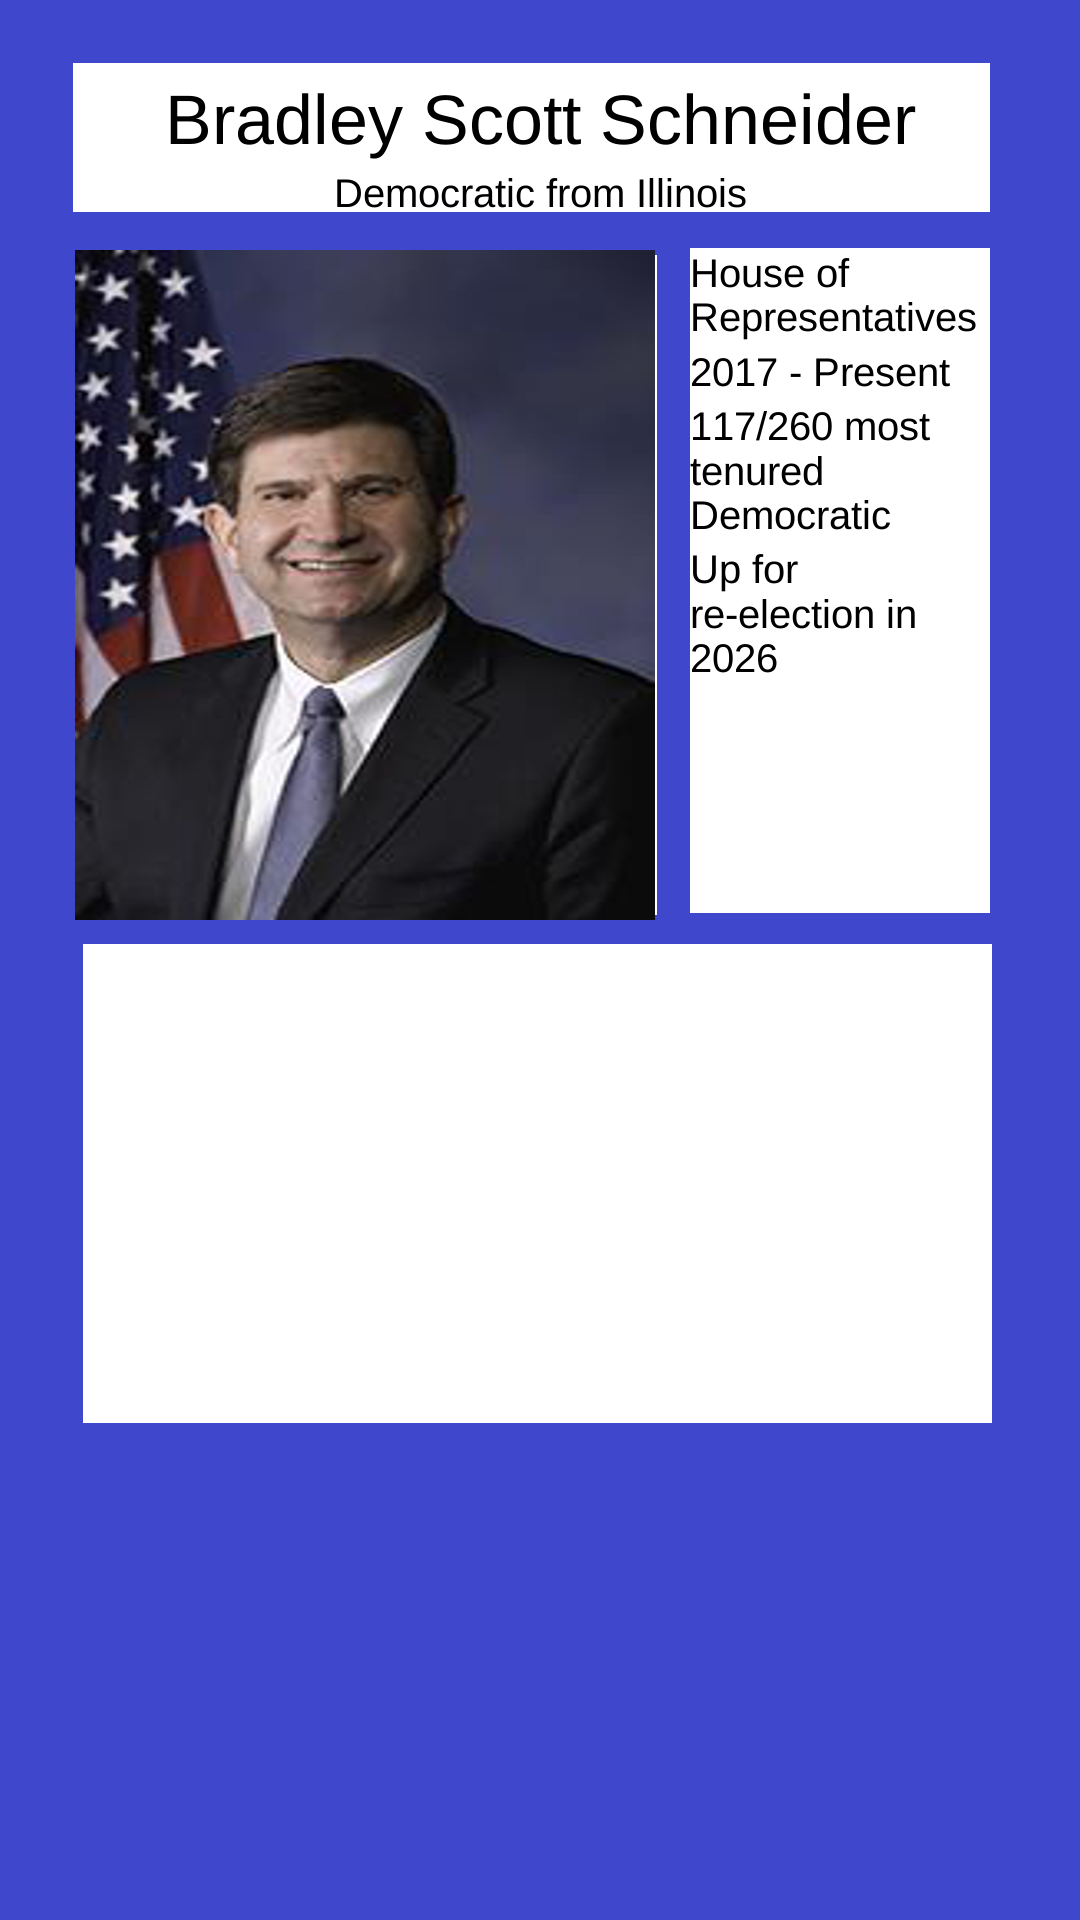 Bradley Scott Schneider
Democratic from Illinois
House of
Representatives
2017 - Present
117/260 most
tenured
Democratic
Up for
re-election in
2026